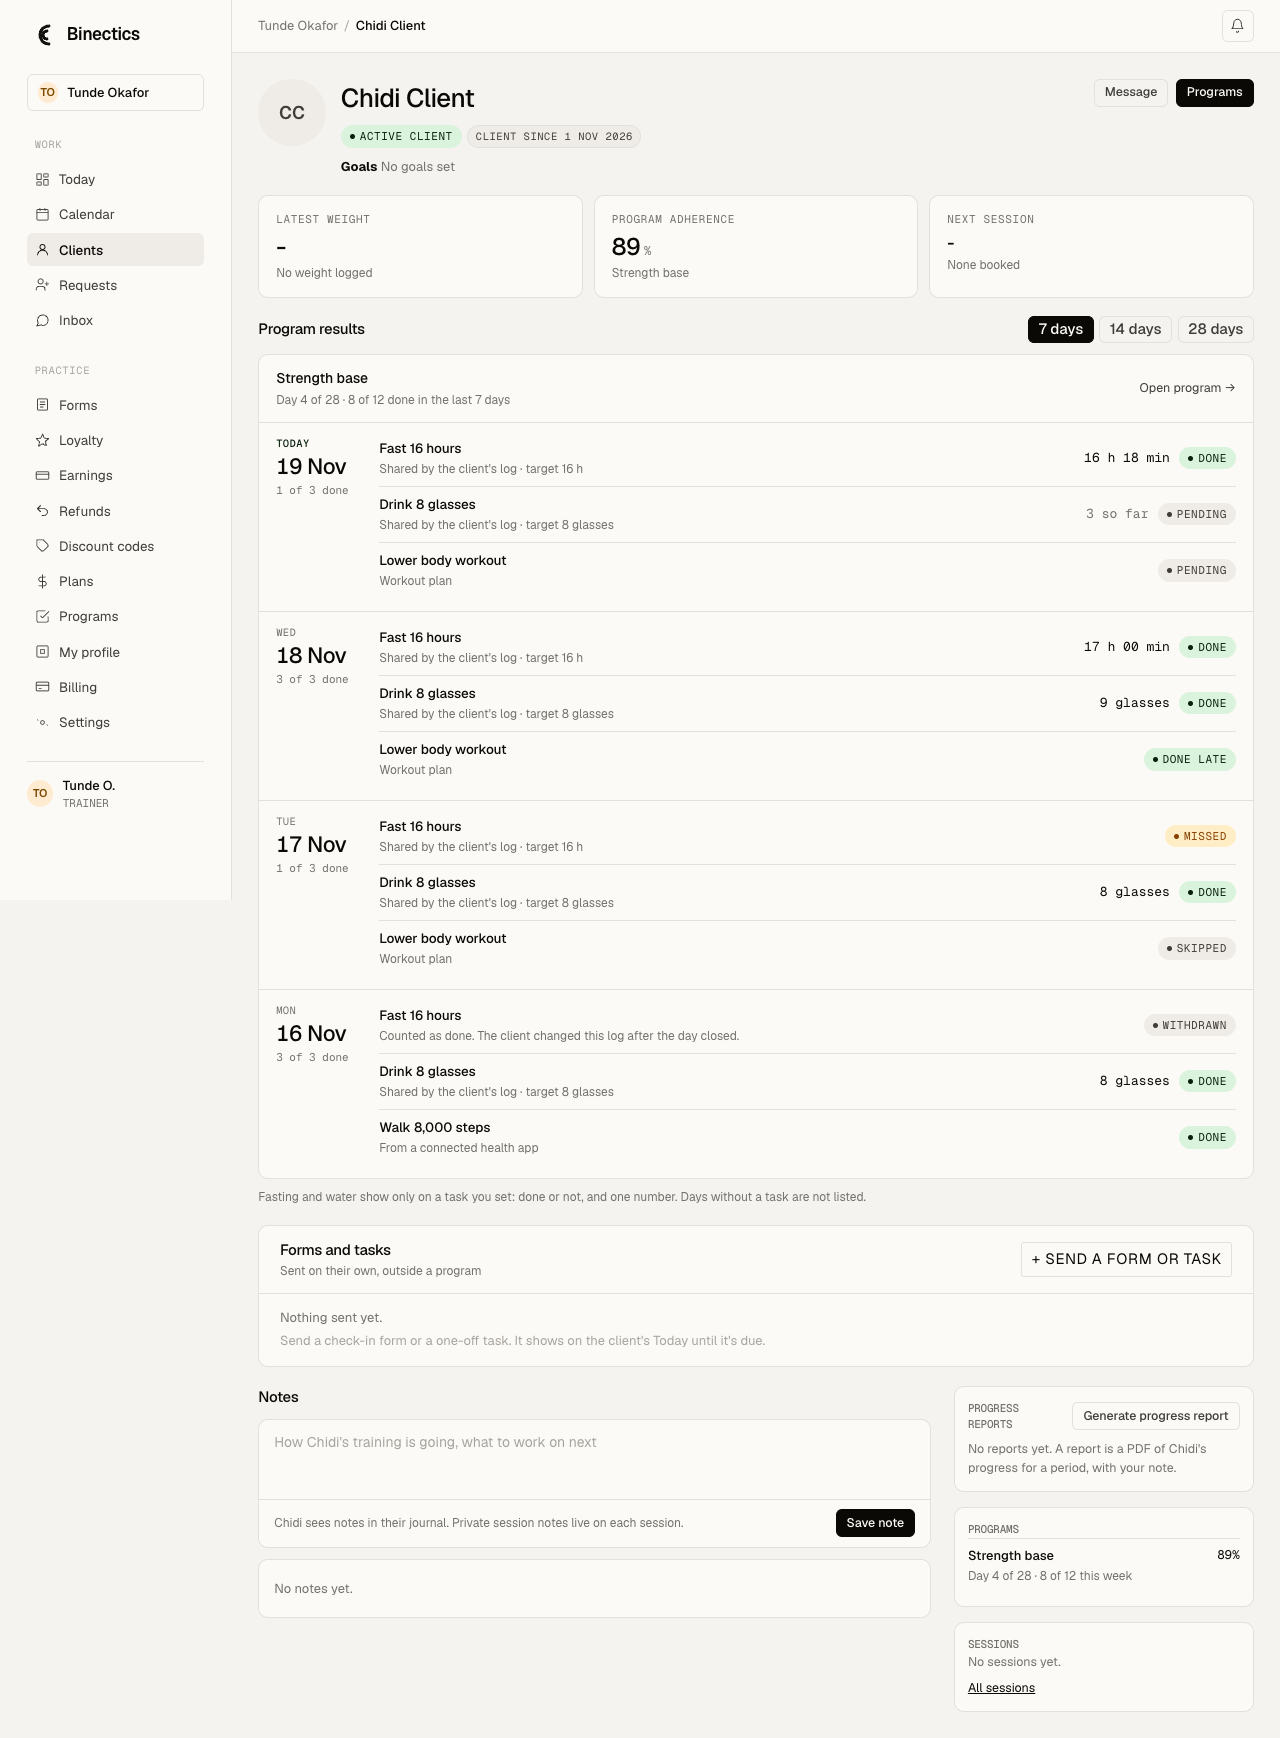 Binectics
TO Tunde Okafor
WORK
Today
Calendar
Clients
Requests
Inbox
PRACTICE
Forms
Loyalty
Earnings
Refunds
Discount codes
Plans
Programs
My profile
Billing
Settings
TO Tunde O.
TRAINER
Tunde Okafor / Chidi Client
CC
Chidi Client
ACTIVE CLIENT CLIENT SINCE 1 NOV 2026
Goals No goals set
Message Programs
LATEST WEIGHT
-
No weight logged
PROGRAM ADHERENCE
89 %
Strength base
NEXT SESSION
-
None booked
Program results
7 days 14 days 28 days
Strength base
Day 4 of 28 · 8 of 12 done in the last 7 days
Open program →
TODAY
19 Nov
1 of 3 done
Fast 16 hours
Shared by the client's log · target 16 h
16 h 18 min DONE
Drink 8 glasses
Shared by the client's log · target 8 glasses
3 so far PENDING
Lower body workout
Workout plan
PENDING
WED
18 Nov
3 of 3 done
Fast 16 hours
Shared by the client's log · target 16 h
17 h 00 min DONE
Drink 8 glasses
Shared by the client's log · target 8 glasses
9 glasses DONE
Lower body workout
Workout plan
DONE LATE
TUE
17 Nov
1 of 3 done
Fast 16 hours
Shared by the client's log · target 16 h
MISSED
Drink 8 glasses
Shared by the client's log · target 8 glasses
8 glasses DONE
Lower body workout
Workout plan
SKIPPED
MON
16 Nov
3 of 3 done
Fast 16 hours
Counted as done. The client changed this log after the day closed.
WITHDRAWN
Drink 8 glasses
Shared by the client's log · target 8 glasses
8 glasses DONE
Walk 8,000 steps
From a connected health app
DONE
Fasting and water show only on a task you set: done or not, and one number. Days without a task are not listed.
Forms and tasks
Sent on their own, outside a program
+ SEND A FORM OR TASK
Nothing sent yet.
Send a check-in form or a one-off task. It shows on the client's Today until it's due.
Notes
How Chidi's training is going, what to work on next
Chidi sees notes in their journal. Private session notes live on each session.
Save note
No notes yet.
PROGRESS
REPORTS
Generate progress report
No reports yet. A report is a PDF of Chidi's
progress for a period, with your note.
PROGRAMS
Strength base 89%
Day 4 of 28 · 8 of 12 this week
SESSIONS
No sessions yet.
All sessions